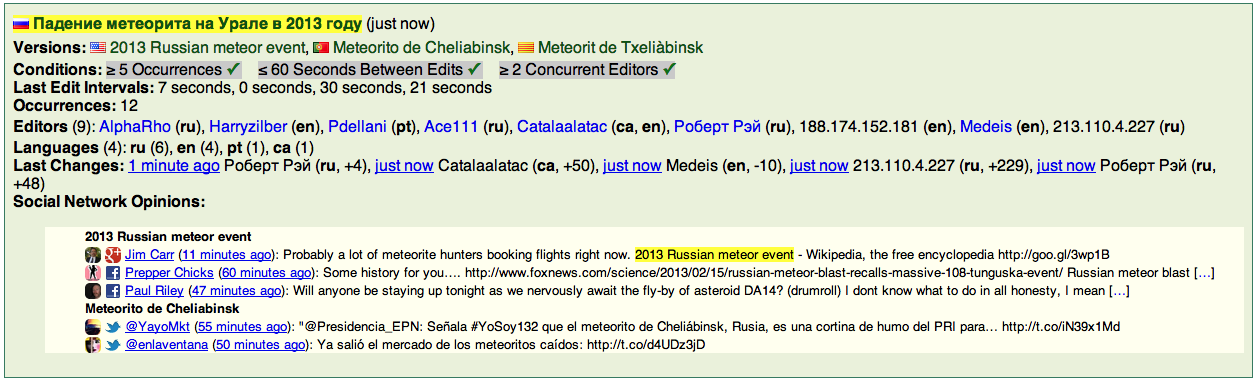 Падение метеорита на Урале в 2013 году (just now)
Versions: 2013 Russian meteor event, Meteorito de Cheliabinsk, Meteorit de Txeliàbinsk
Conditions: ≥ 5 Occurrences ✓ ≤ 60 Seconds Between Edits ✓ ≥ 2 Concurrent Editors ✓
Last Edit Intervals: 7 seconds, 0 seconds, 30 seconds, 21 seconds
Occurrences: 12
Editors (9): AlphaRho (ru), Harryzilber (en), Pdellani (pt), Ace111 (ru), Catalaalatac (ca, en), Роберт Рэй (ru), 188.174.152.181 (en), Medeis (en), 213.110.4.227 (ru)
Languages (4): ru (6), en (4), pt (1), ca (1)
Last Changes: 1 minute ago Роберт Рэй (ru, +4), just now Catalaalatac (ca, +50), just now Medeis (en, -10), just now 213.110.4.227 (ru, +229), just now Роберт Рэй (ru,
+48)
Social Network Opinions:
2013 Russian meteor event
Jim Carr (11 minutes ago): Probably a lot of meteorite hunters booking flights right now. 2013 Russian meteor event - Wikipedia, the free encyclopedia http://goo.gl/3wp1B
Prepper Chicks (60 minutes ago): Some history for you…. http://www.foxnews.com/science/2013/02/15/russian-meteor-blast-recalls-massive-108-tunguska-event/ Russian meteor blast […]
Paul Riley (47 minutes ago): Will anyone be staying up tonight as we nervously await the fly-by of asteroid DA14? (drumroll) I dont know what to do in all honesty, I mean […]
Meteorito de Cheliabinsk
@YayoMkt (55 minutes ago): "@Presidencia_EPN: Señala #YoSoy132 que el meteorito de Cheliábinsk, Rusia, es una cortina de humo del PRI para… http://t.co/iN39x1Md
@enlaventana (50 minutes ago): Ya salió el mercado de los meteoritos caídos: http://t.co/d4UDz3jD